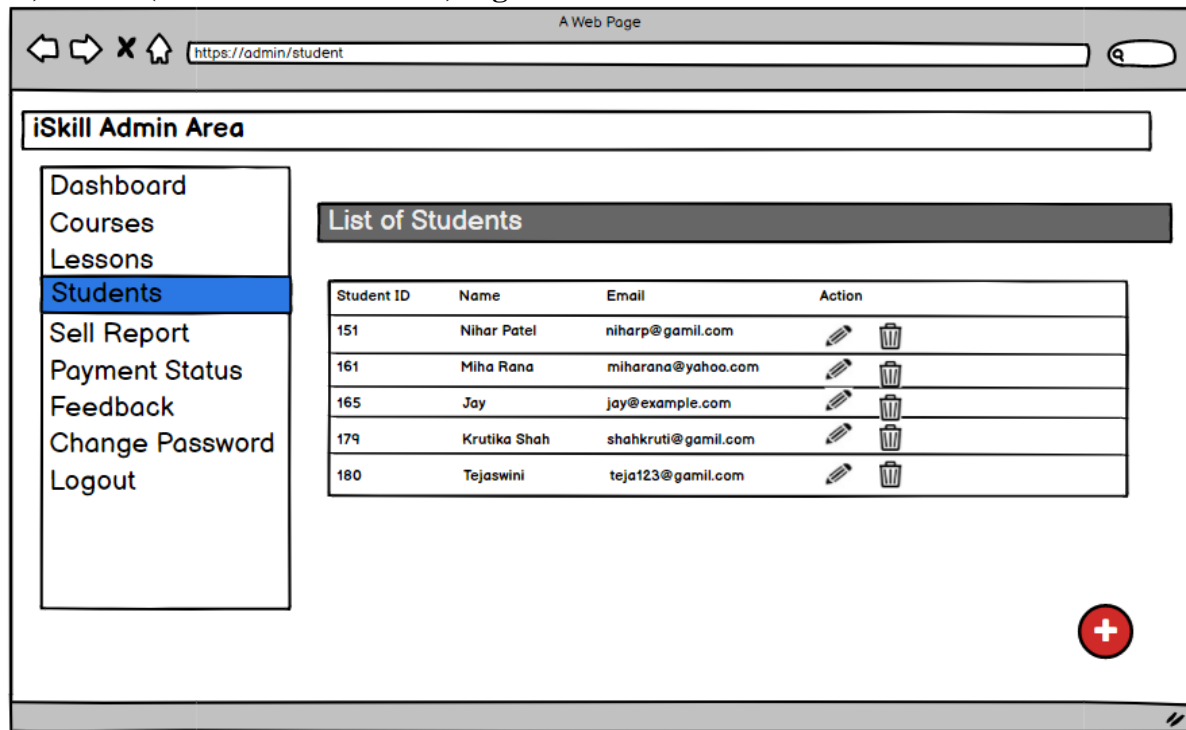 A Web Page
https://admin/student
iSkill Admin Area
Dashboard
Courses
Lessons
Students
Sell Report
Payment Status
Feedback
Change Password
Logout
List of Students
Student ID Name Email Action
151 Nihar Patel niharp@gamil.com
161 Miha Rana miharana@yahoo.com
165 Jay jay@example.com
179 Krutika Shah shahkruti@gamil.com
180 Tejaswini teja123@gamil.com